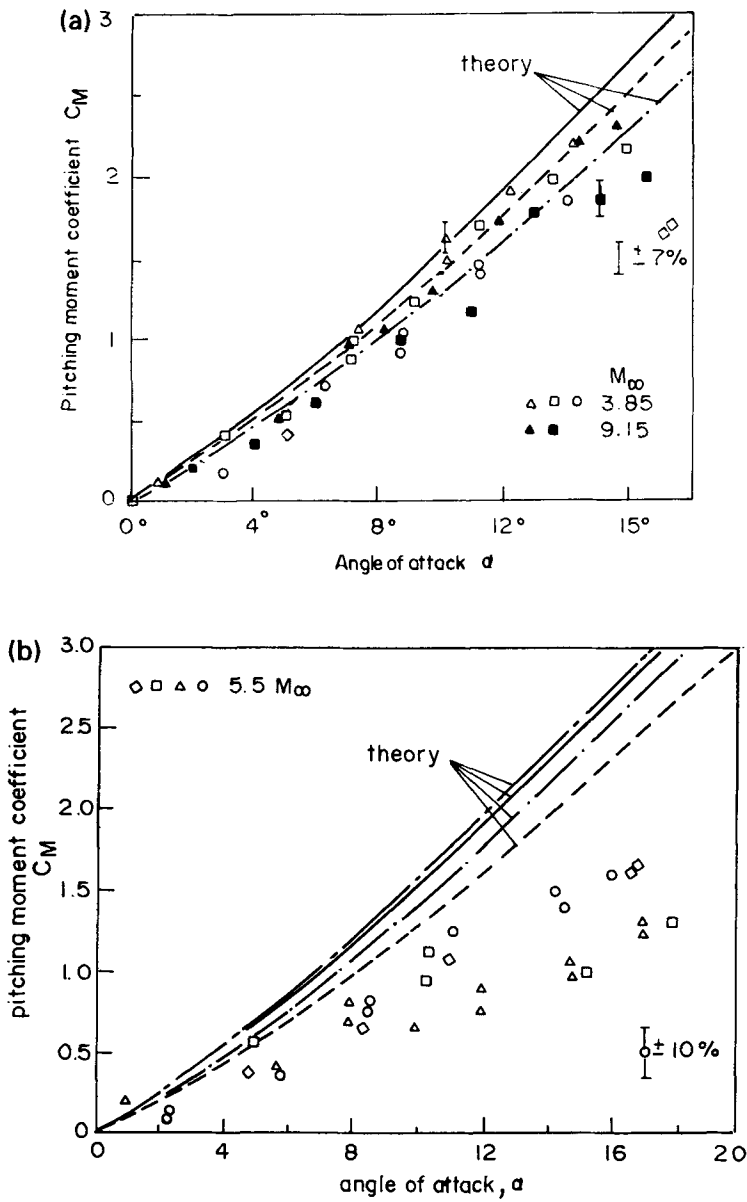 (a)
3
2
1
0
Pitching moment coefficient C_M
theory
± 7%
M∞
△ □ ○ 3.85
▲ ■ 9.15
0° 4° 8° 12° 15°
Angle of attack α
(b)
3.0
2.5
2.0
1.5
1.0
0.5
0
pitching moment coefficient
C_M
◇ □ △ ○ 5.5 M∞
theory
± 10%
0 4 8 12 16 20
angle of attack, α